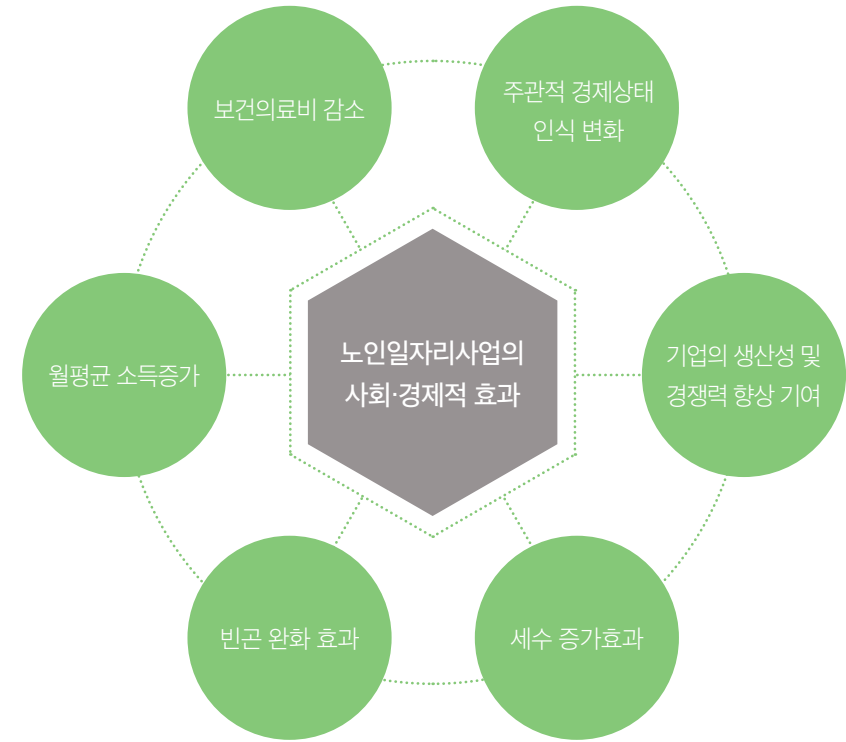 보건의료비 감소
주관적 경제상태
인식 변화
월평균 소득증가
노인일자리사업의
사회·경제적 효과
기업의 생산성 및
경쟁력 향상 기여
빈곤 완화 효과
세수 증가효과